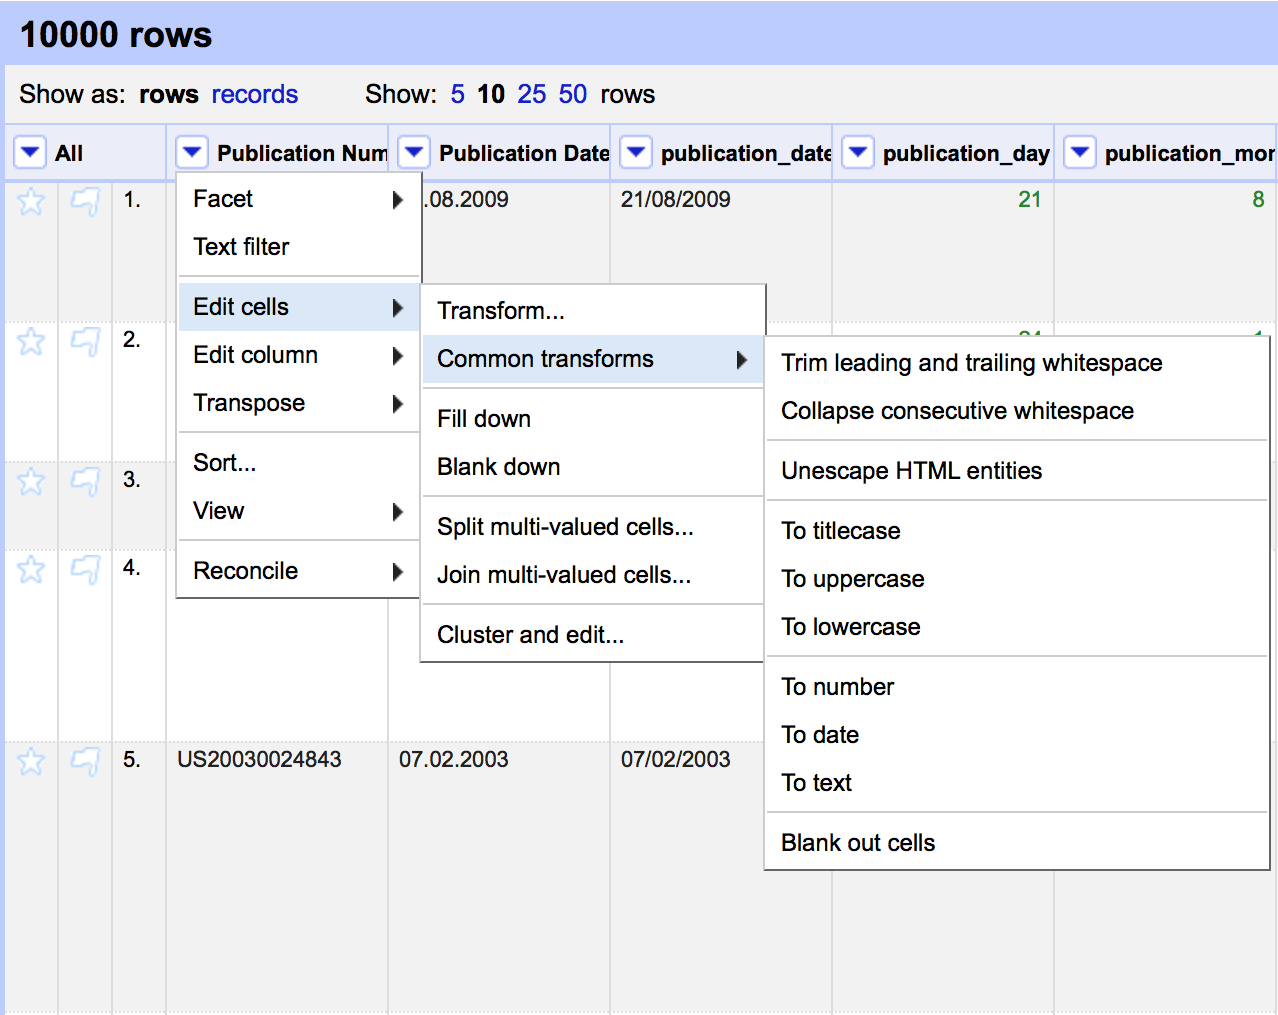 10000 rows
Show as: rows records Show: 5 10 25 50 rows
All Publication Num Publication Date publication_date publication_day publication_mor
1. .08.2009 21/08/2009 21 8
Facet
Text filter
Edit cells
Edit column
Transpose
Sort...
View
Reconcile
Transform...
Common transforms
Fill down
Blank down
Split multi-valued cells...
Join multi-valued cells...
Cluster and edit...
Trim leading and trailing whitespace
Collapse consecutive whitespace
Unescape HTML entities
To titlecase
To uppercase
To lowercase
To number
To date
To text
Blank out cells
2.
3.
4.
5. US20030024843 07.02.2003 07/02/2003